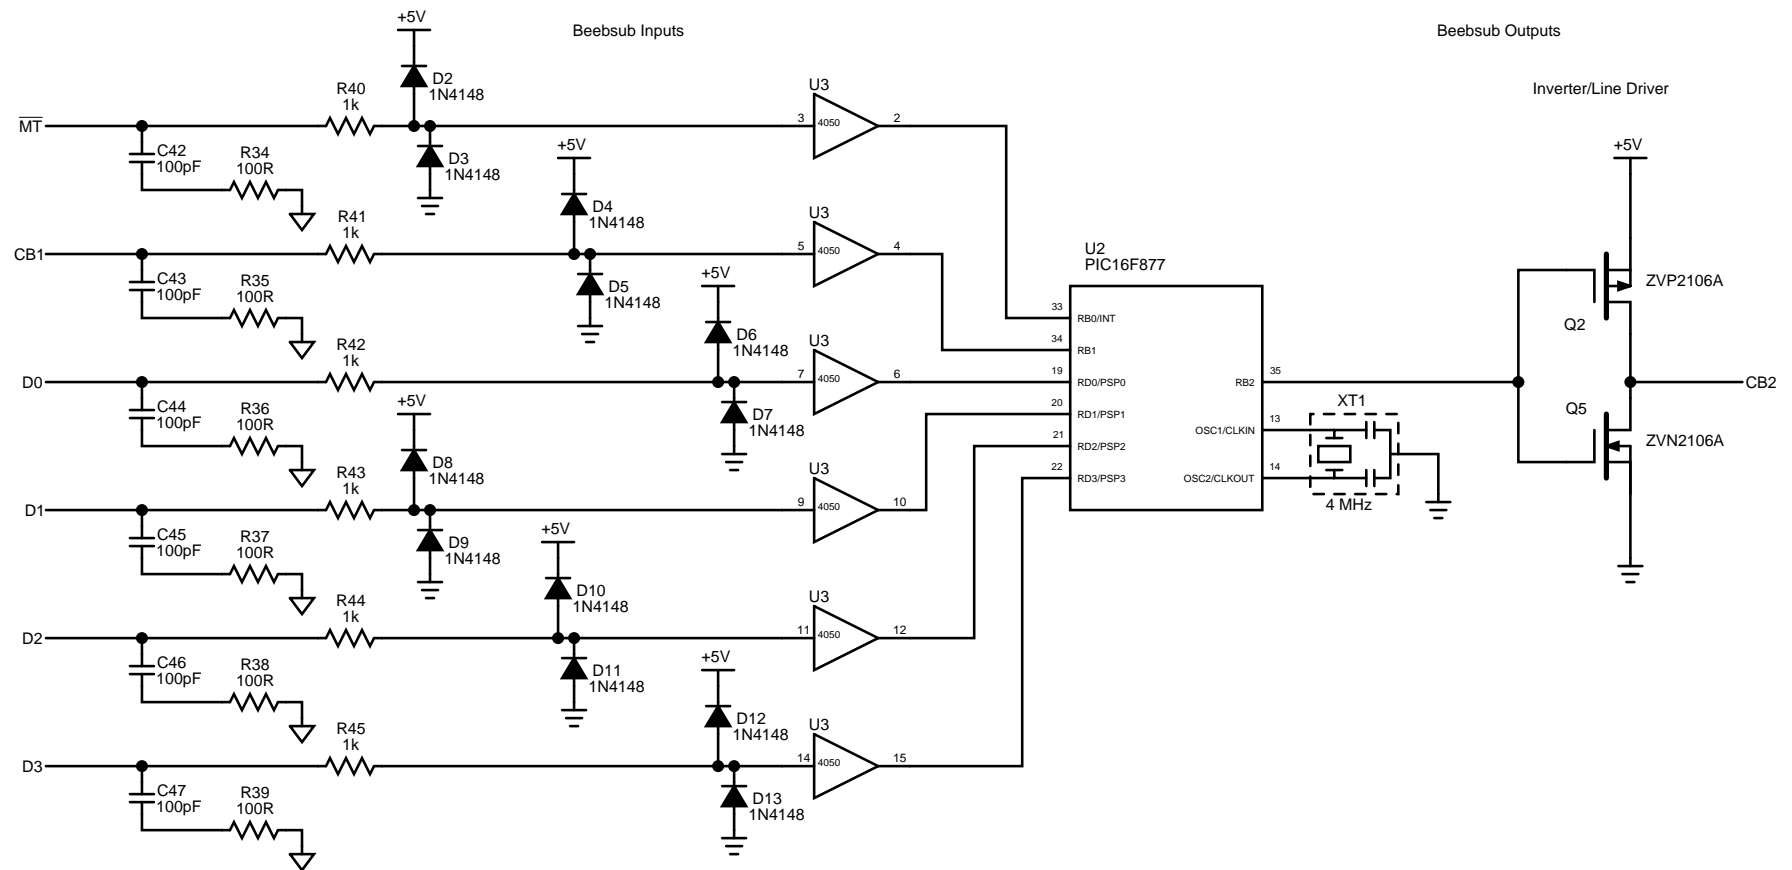 Beebsub Inputs
Beebsub Outputs
Inverter/Line Driver
+5V
D2
1N4148
R40
1k
MT
C42
100pF
R34
100R
D3
1N4148
U3
3
4050
2
+5V
D4
1N4148
R41
1k
CB1
C43
100pF
R35
100R
D5
1N4148
U3
5
4050
4
+5V
D6
1N4148
R42
1k
D0
C44
100pF
R36
100R
D7
1N4148
U3
7
4050
6
+5V
D8
1N4148
R43
1k
D1
C45
100pF
R37
100R
D9
1N4148
U3
9
4050
10
+5V
D10
1N4148
R44
1k
D2
C46
100pF
R38
100R
D11
1N4148
U3
11
4050
12
+5V
D12
1N4148
R45
1k
D3
C47
100pF
R39
100R
D13
1N4148
U3
14
4050
15
U2
PIC16F877
33
RB0/INT
34
RB1
19
RD0/PSP0
20
RD1/PSP1
21
RD2/PSP2
22
RD3/PSP3
RB2
35
OSC1/CLKIN
13
OSC2/CLKOUT
14
XT1
4 MHz
+5V
ZVP2106A
Q2
CB2
Q5
ZVN2106A